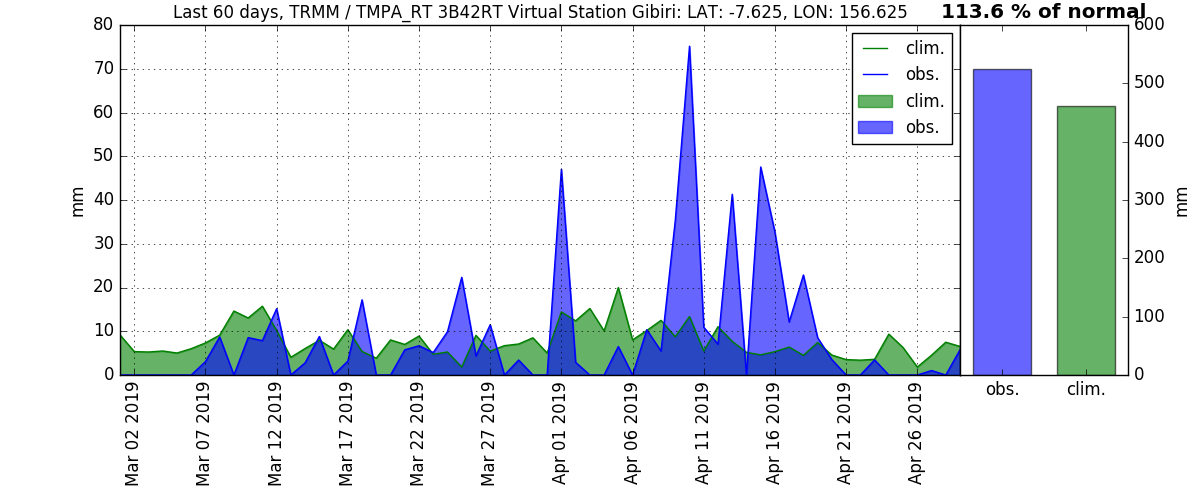 Last 60 days, TRMM / TMPA_RT 3B42RT Virtual Station Gibiri: LAT: -7.625, LON: 156.625
113.6 % of normal
80
70
60
50
40
30
20
10
0
mm
clim.
obs.
clim.
obs.
Mar 02 2019
Mar 07 2019
Mar 12 2019
Mar 17 2019
Mar 22 2019
Mar 27 2019
Apr 01 2019
Apr 06 2019
Apr 11 2019
Apr 16 2019
Apr 21 2019
Apr 26 2019
600
500
400
300
200
100
0
mm
obs.
clim.